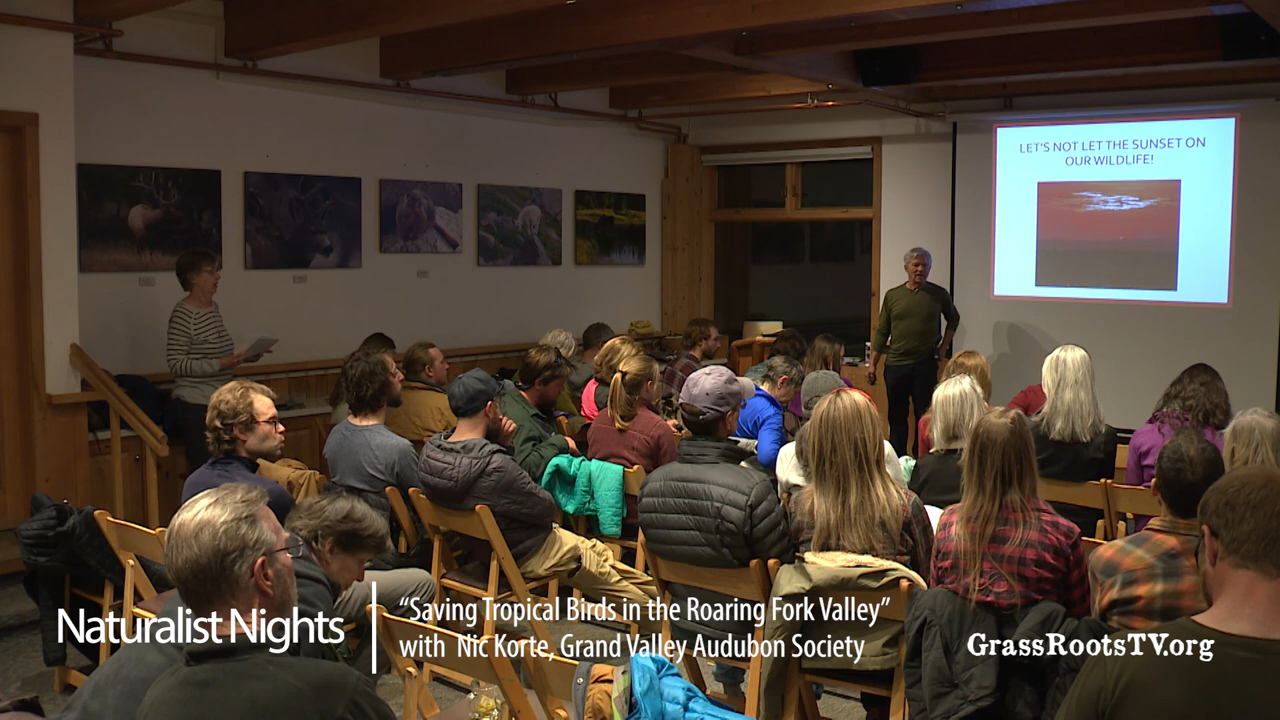 LET'S NOT LET THE SUNSET ON
OUR WILDLIFE!
Naturalist Nights
“Saving Tropical Birds in the Roaring Fork Valley”
with Nic Korte, Grand Valley Audubon Society
GrassRootsTV.org